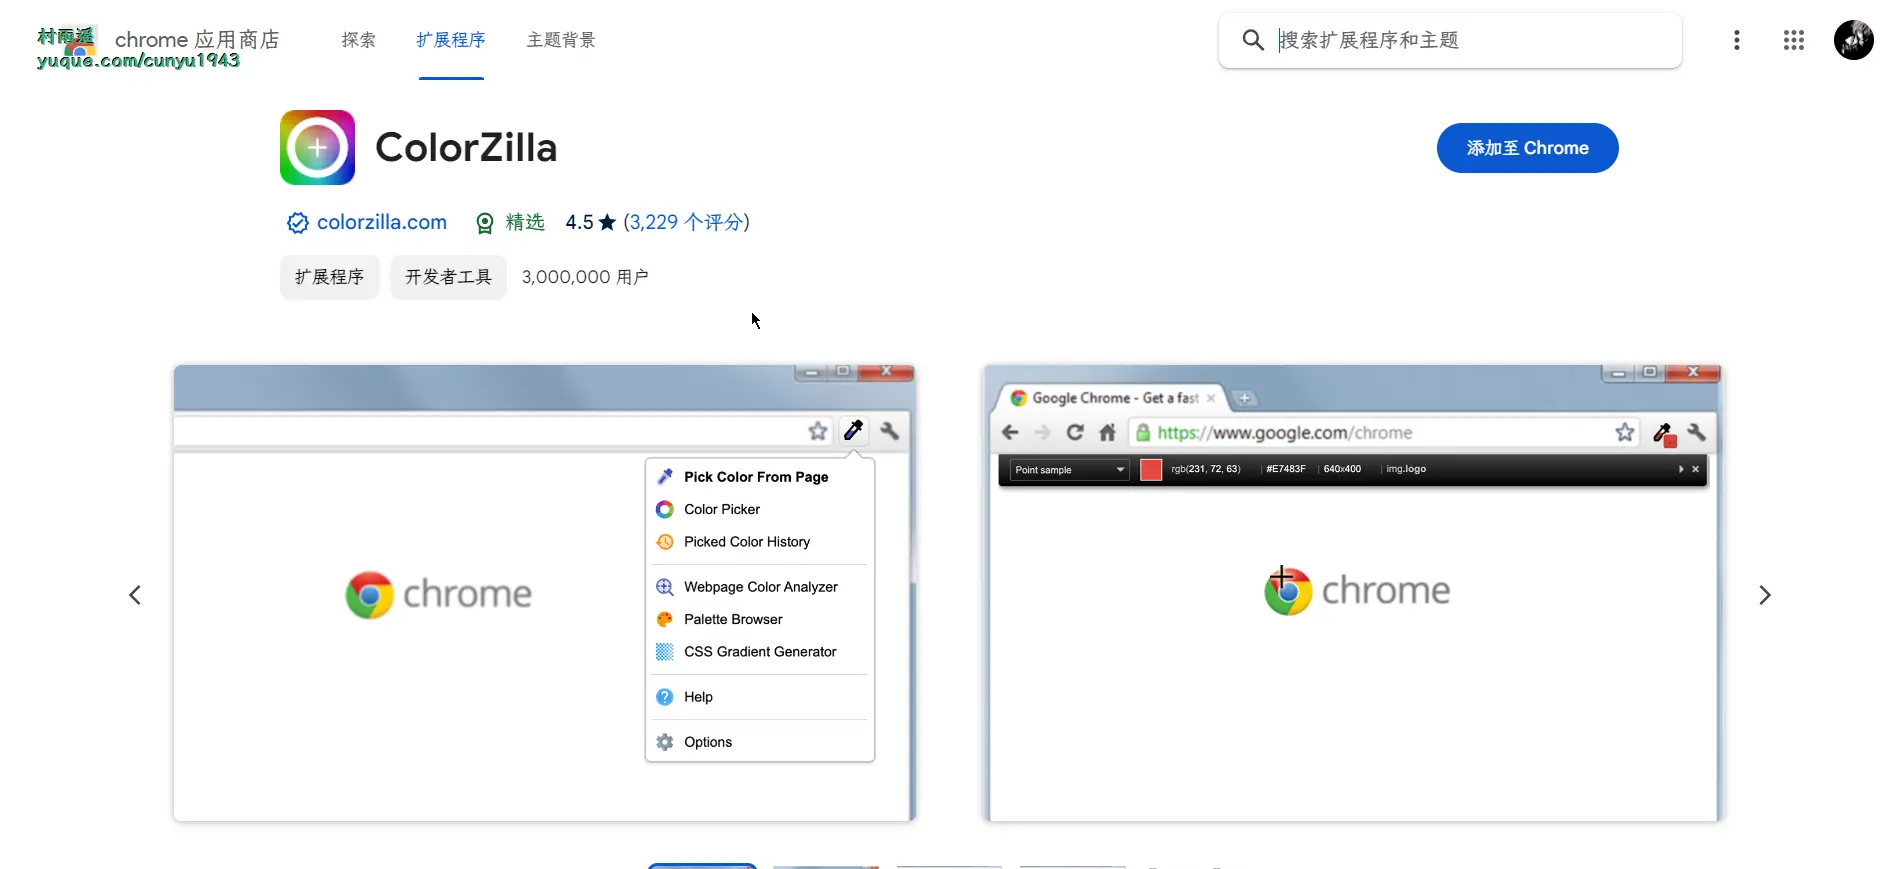 村雨遥
yuque.com/cunyu1943
chrome 应用商店
探索
扩展程序
主题背景
搜索扩展程序和主题
ColorZilla
添加至 Chrome
colorzilla.com
精选
4.5 ★ (3,229 个评分)
扩展程序
开发者工具
3,000,000 用户
Pick Color From Page
Color Picker
Picked Color History
Webpage Color Analyzer
Palette Browser
CSS Gradient Generator
Help
Options
chrome
Google Chrome - Get a fast
https://www.google.com/chrome
Point sample
rgb(231, 72, 63)
#E7483F
640x400
img.logo
chrome